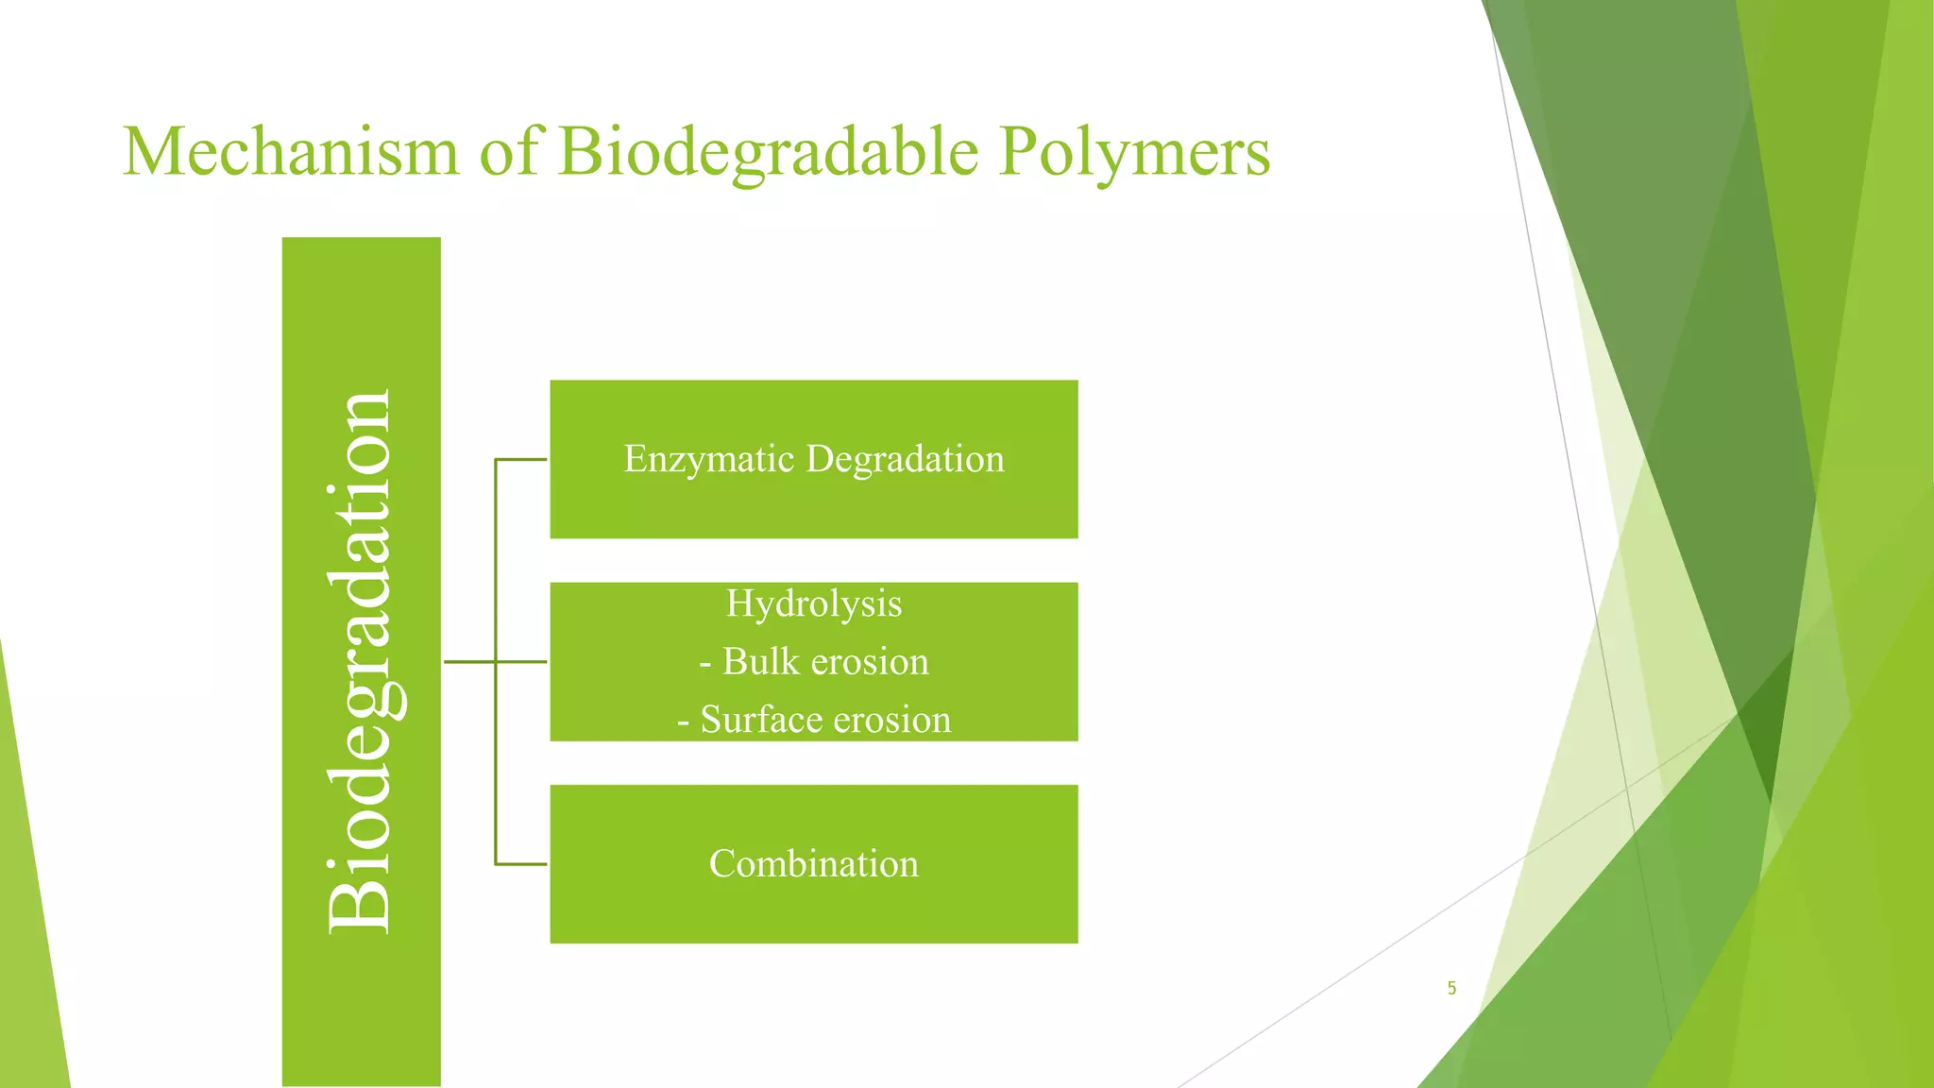 Mechanism of Biodegradable Polymers
Biodegradation
Enzymatic Degradation
Hydrolysis
- Bulk erosion
- Surface erosion
Combination
5